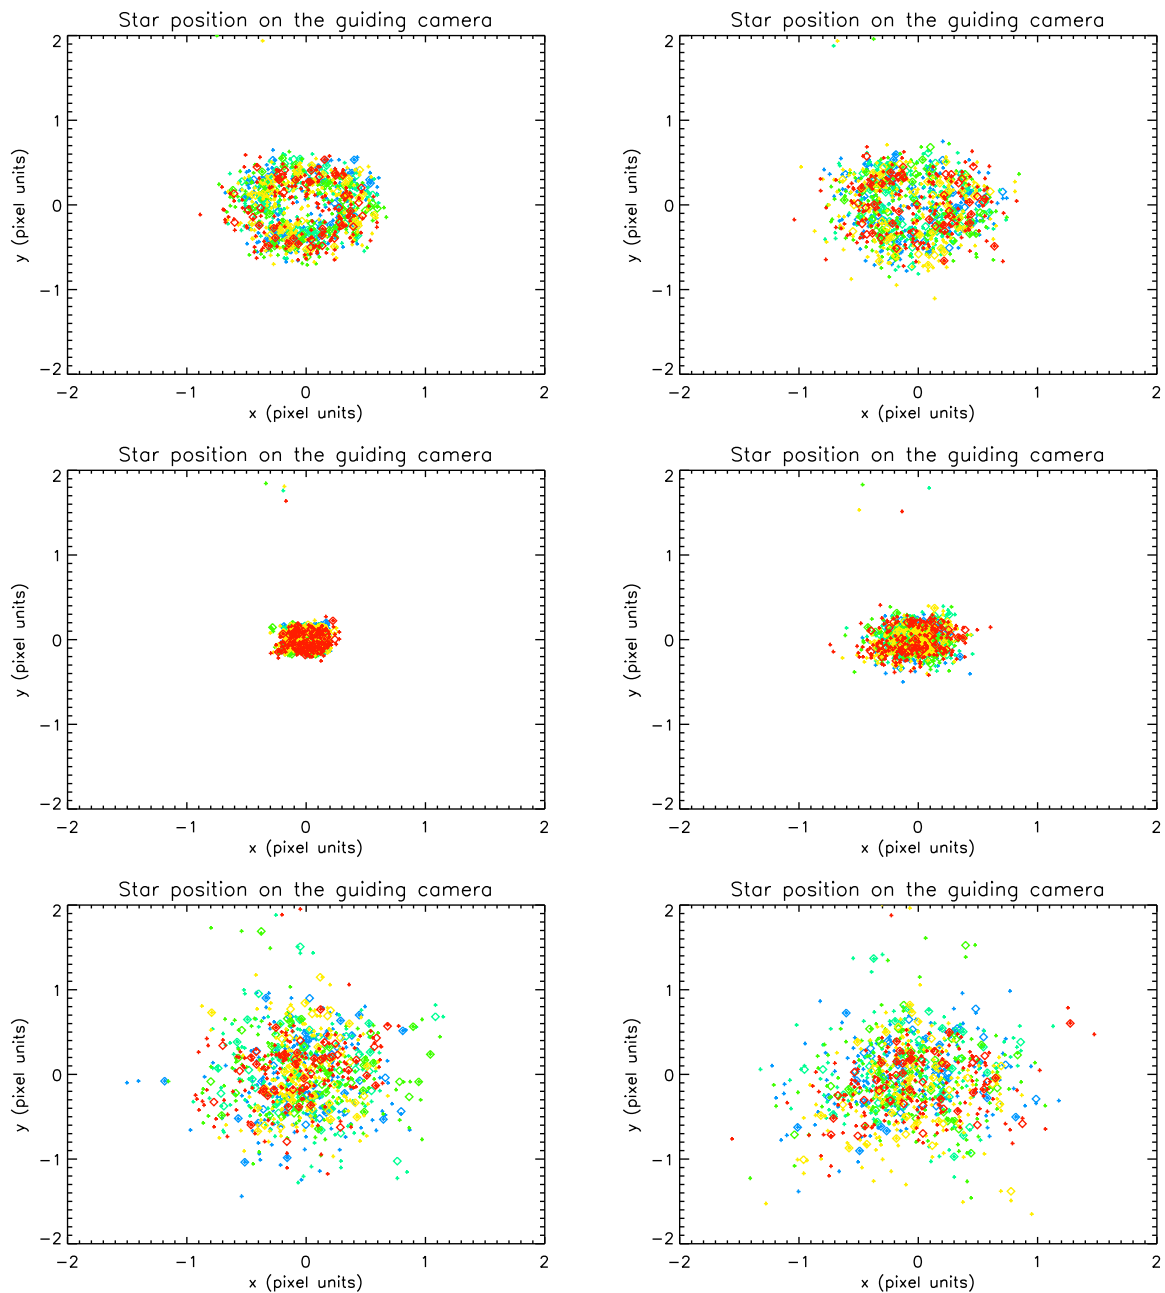 Star position on the guiding camera
2
1
0
−1
−2
y (pixel units)
−2 −1 0 1 2
x (pixel units)
Star position on the guiding camera
2
1
0
−1
−2
y (pixel units)
−2 −1 0 1 2
x (pixel units)
Star position on the guiding camera
2
1
0
−1
−2
y (pixel units)
−2 −1 0 1 2
x (pixel units)
Star position on the guiding camera
2
1
0
−1
−2
y (pixel units)
−2 −1 0 1 2
x (pixel units)
Star position on the guiding camera
2
1
0
−1
−2
y (pixel units)
−2 −1 0 1 2
x (pixel units)
Star position on the guiding camera
2
1
0
−1
−2
y (pixel units)
−2 −1 0 1 2
x (pixel units)